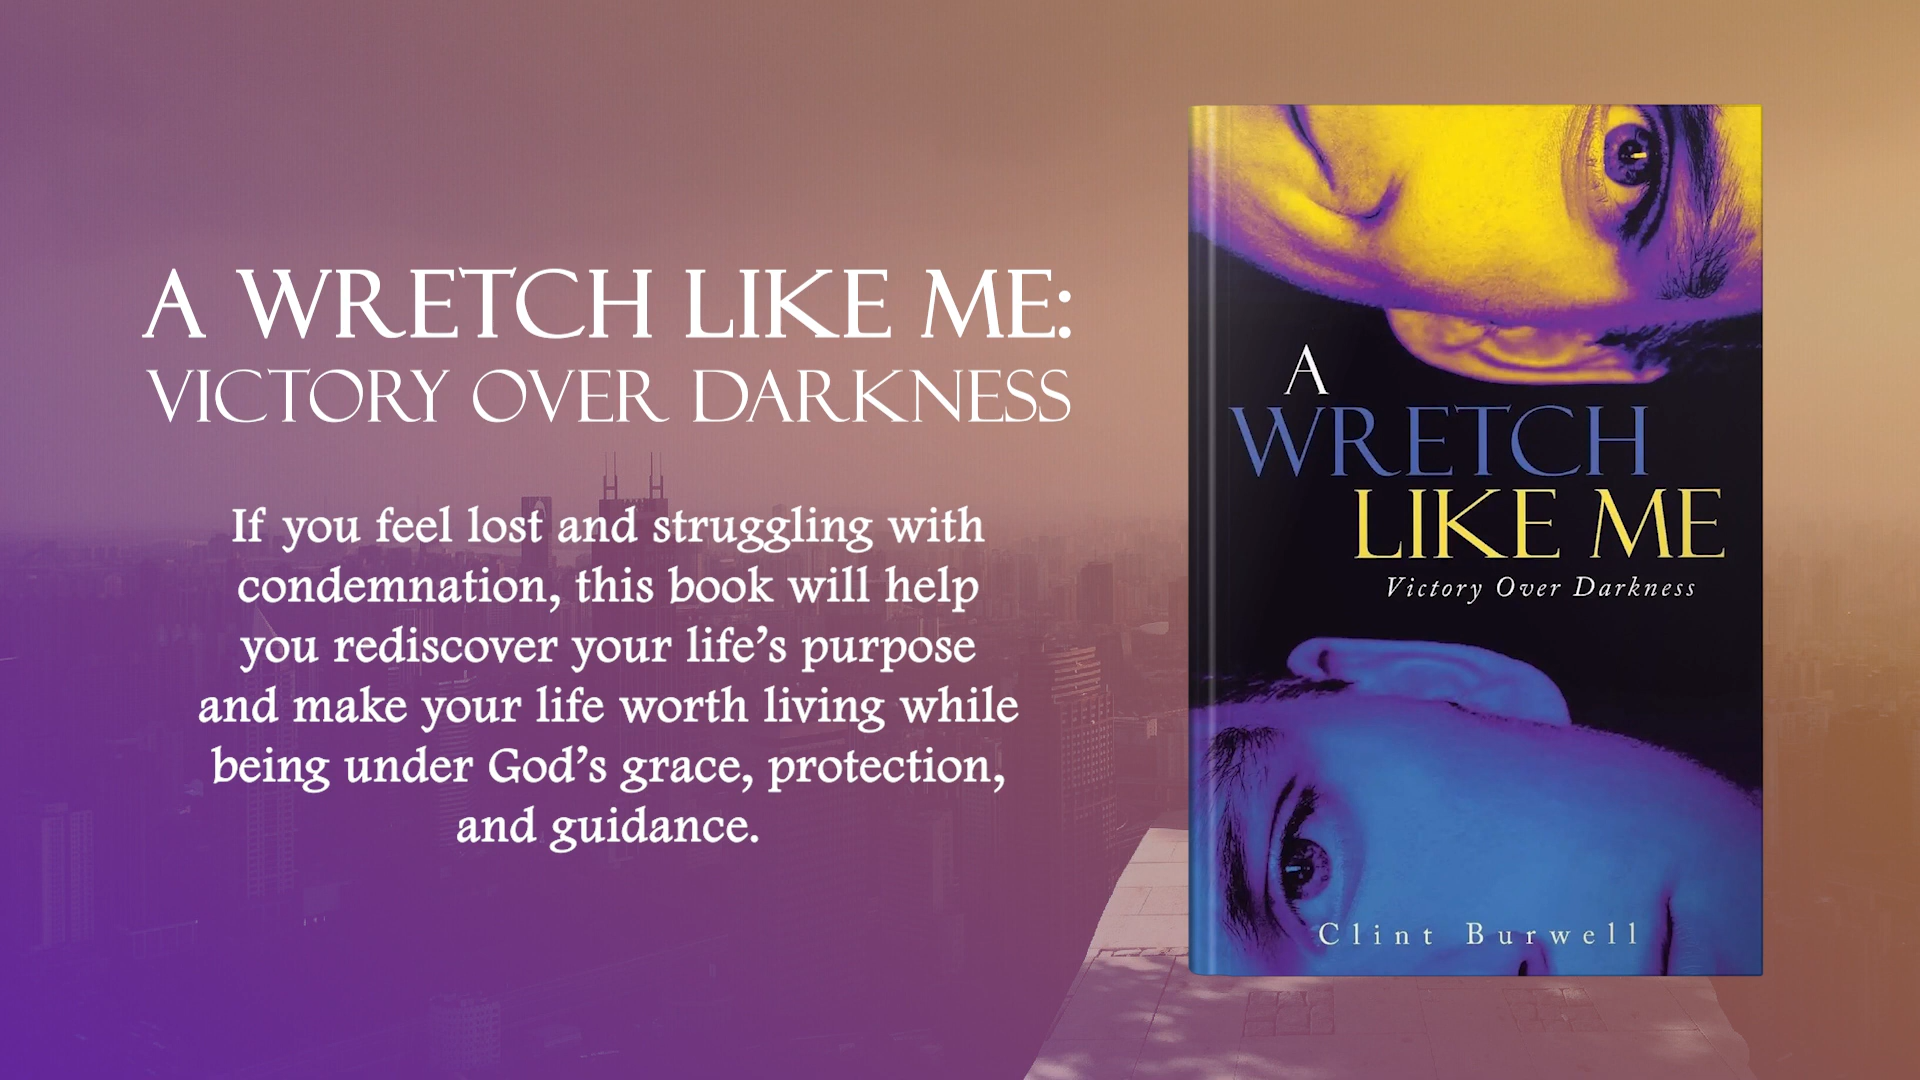 A WRETCH LIKE ME:
VICTORY OVER DARKNESS
If you feel lost and struggling with
condemnation, this book will help
you rediscover your life’s purpose
and make your life worth living while
being under God’s grace, protection,
and guidance.
A
WRETCH
LIKE ME
Victory Over Darkness
Clint Burwell